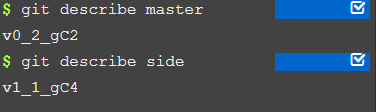 $ git describe master
v0_2_gC2
$ git describe side
v1_1_gC4